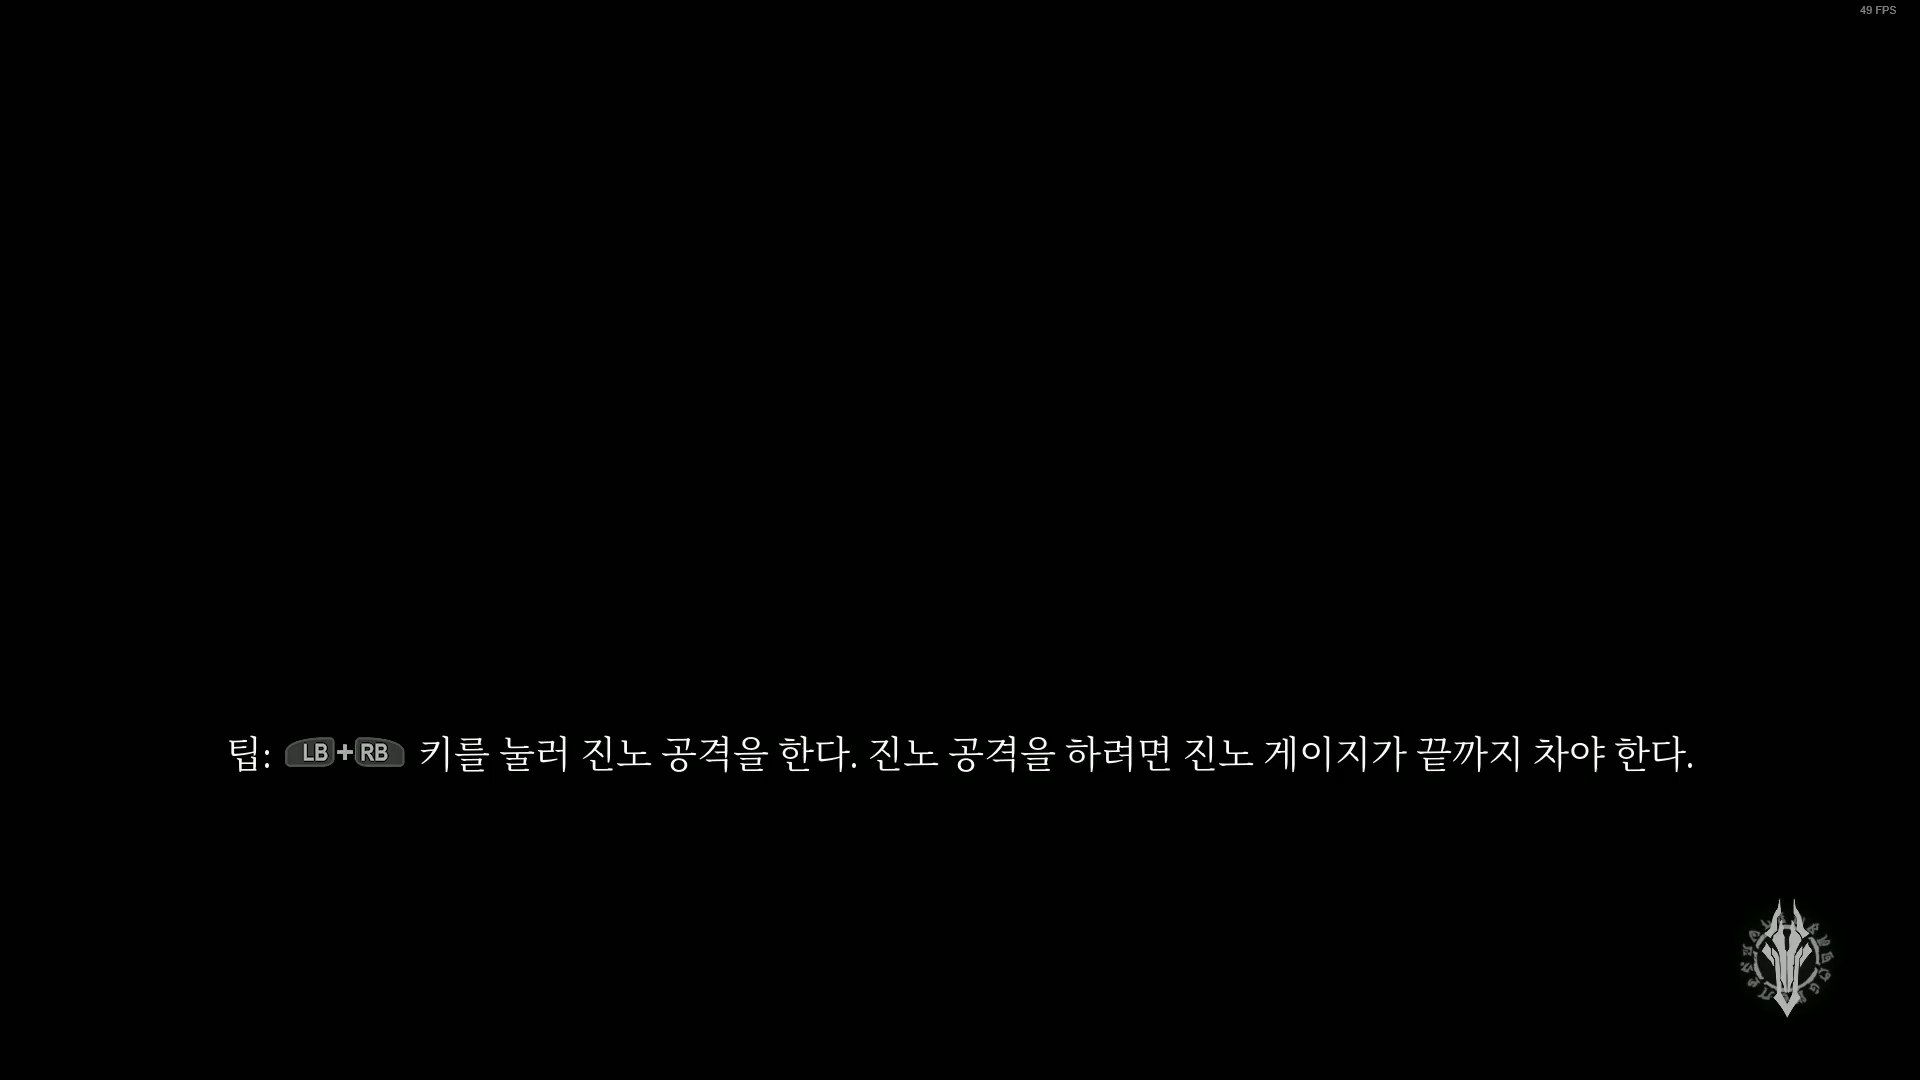 49 FPS
팁: LB+RB 키를 눌러 진노 공격을 한다. 진노 공격을 하려면 진노 게이지가 끝까지 차야 한다.